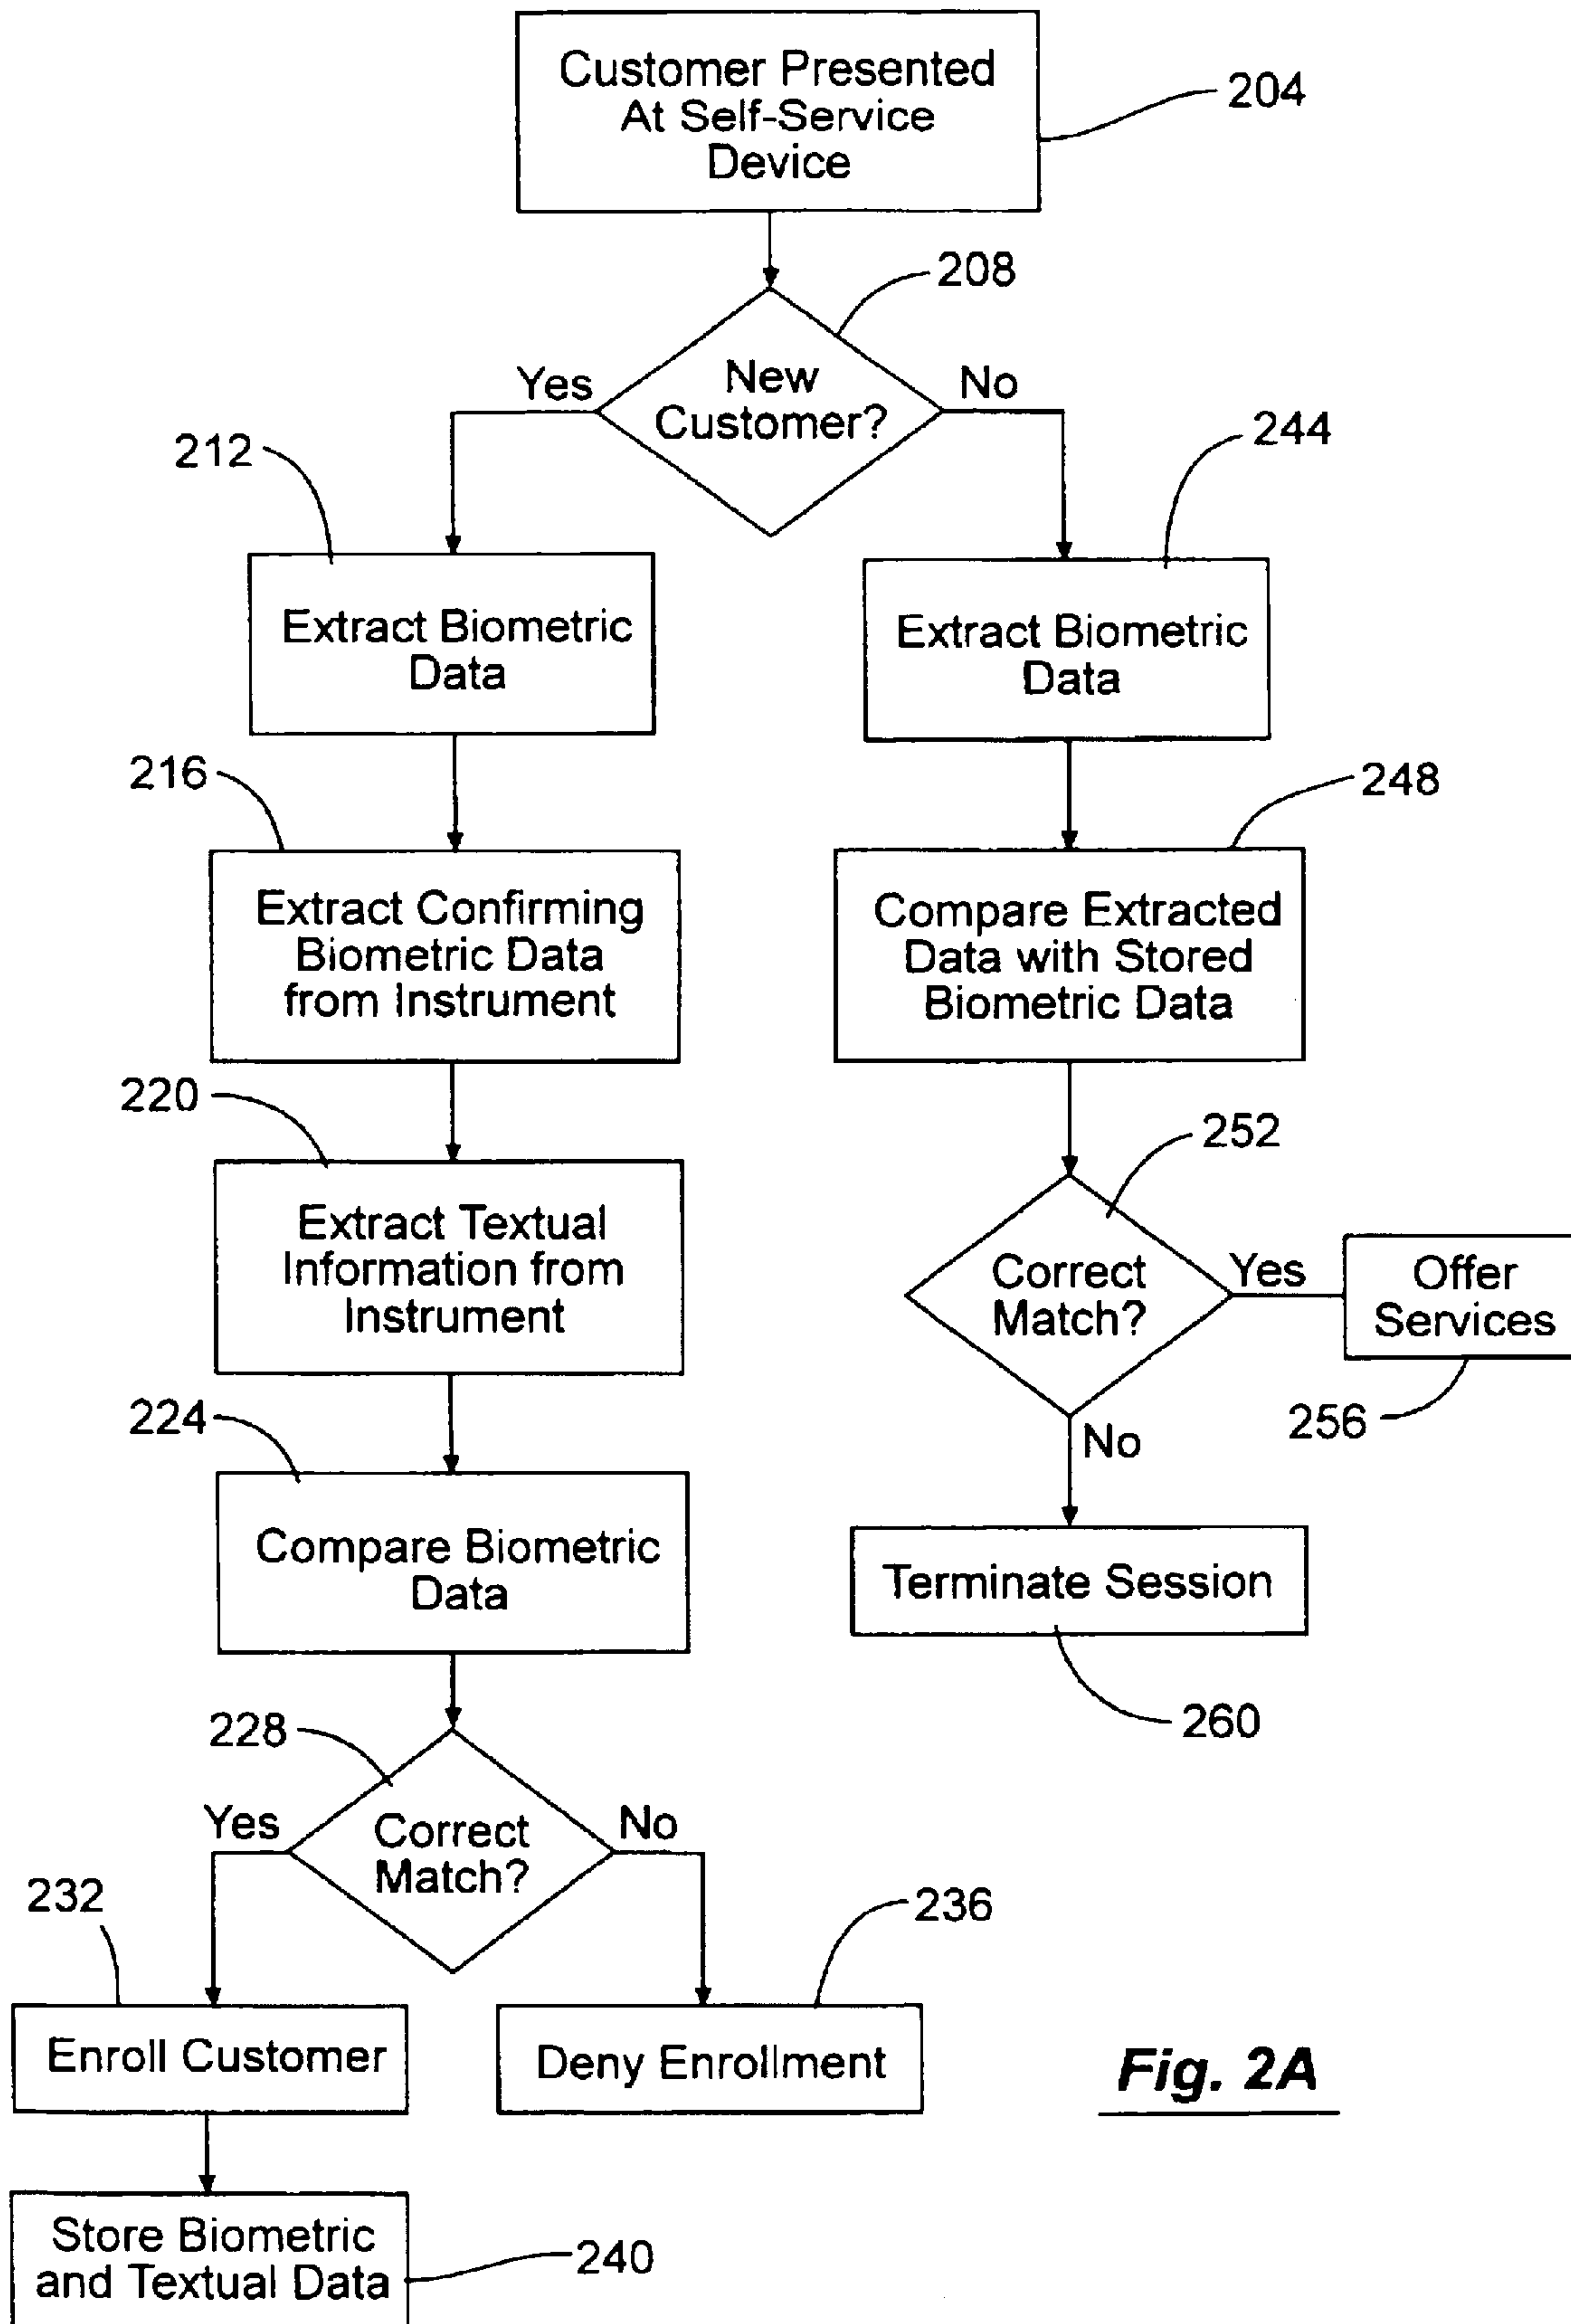 Customer Presented
At Self-Service
Device
204
208
New
Customer?
Yes
No
212
244
Extract Biometric
Data
Extract Biometric
Data
216
248
Extract Confirming
Biometric Data
from Instrument
Compare Extracted
Data with Stored
Biometric Data
220
252
Extract Textual
Information from
Instrument
Correct
Match?
Yes
Offer
Services
256
No
224
Compare Biometric
Data
Terminate Session
260
228
Correct
Match?
Yes
No
232
236
Enroll Customer
Deny Enrollment
Fig. 2A
Store Biometric
and Textual Data
240